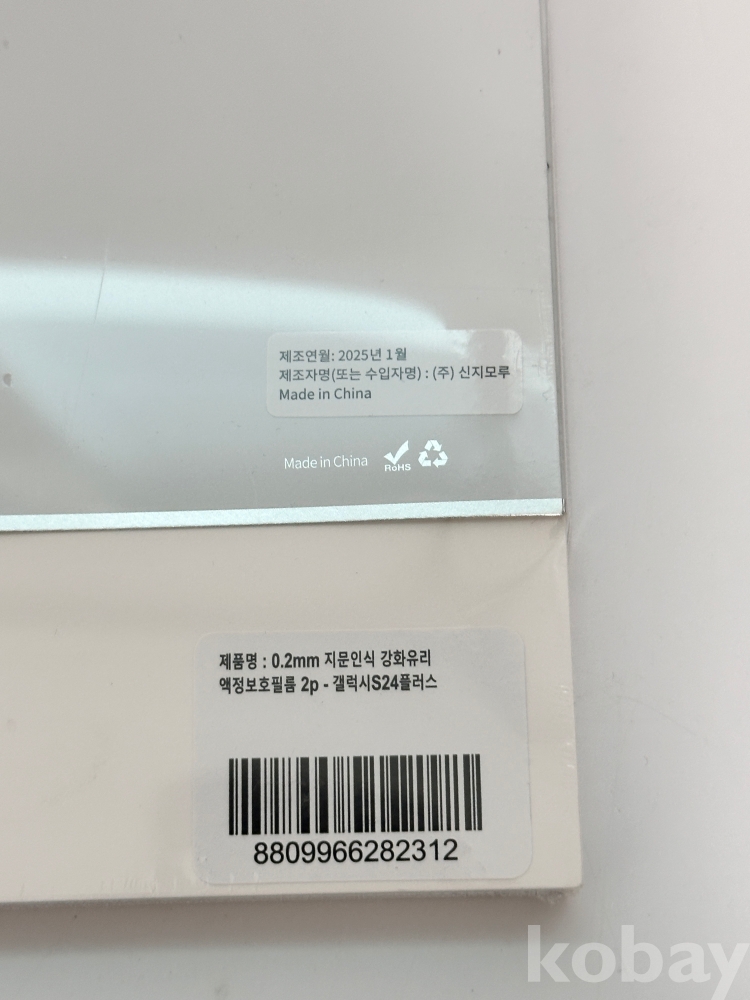 제조연월: 2025년 1월
제조자명(또는 수입자명) : (주) 신지모루
Made in China
Made in China
RoHS
제품명 : 0.2mm 지문인식 강화유리
액정보호필름 2p - 갤럭시S24플러스
8809966282312
kobay